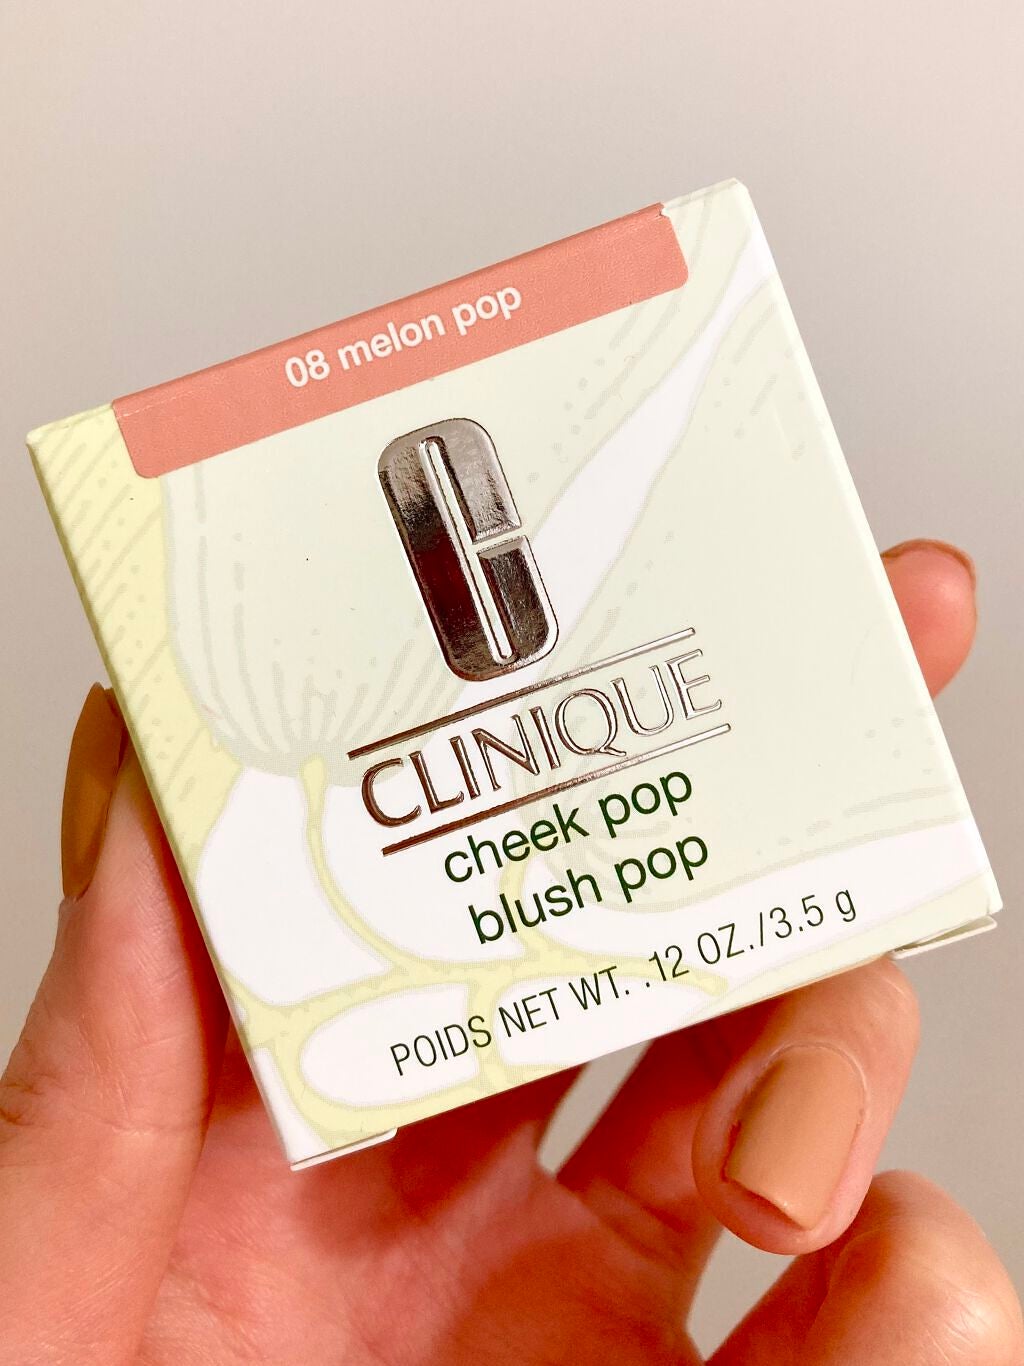 08 melon pop
CLINIQUE
cheek pop
blush pop
POIDS NET WT. .12 OZ./3.5 g